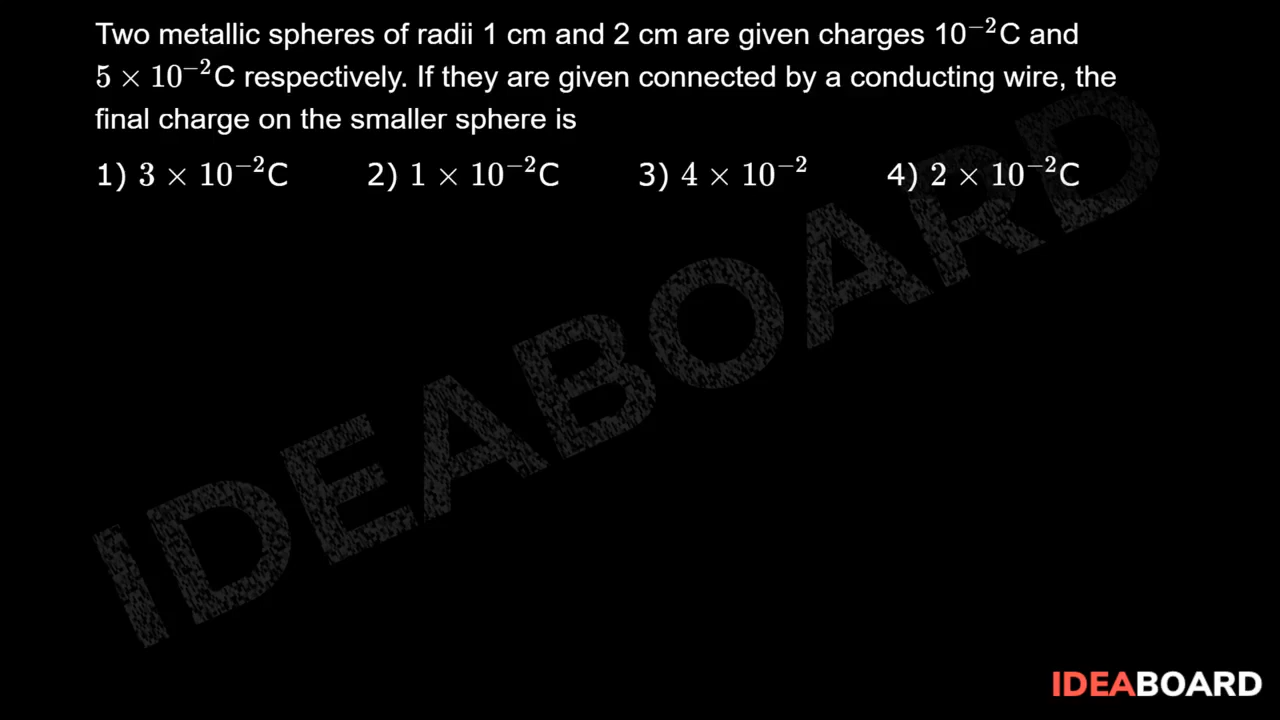 Two metallic spheres of radii 1 cm and 2 cm are given charges 10⁻²C and
5 × 10⁻²C respectively. If they are given connected by a conducting wire, the
final charge on the smaller sphere is
1) 3 × 10⁻²C 2) 1 × 10⁻²C 3) 4 × 10⁻² 4) 2 × 10⁻²C
IDEABOARD
IDEABOARD